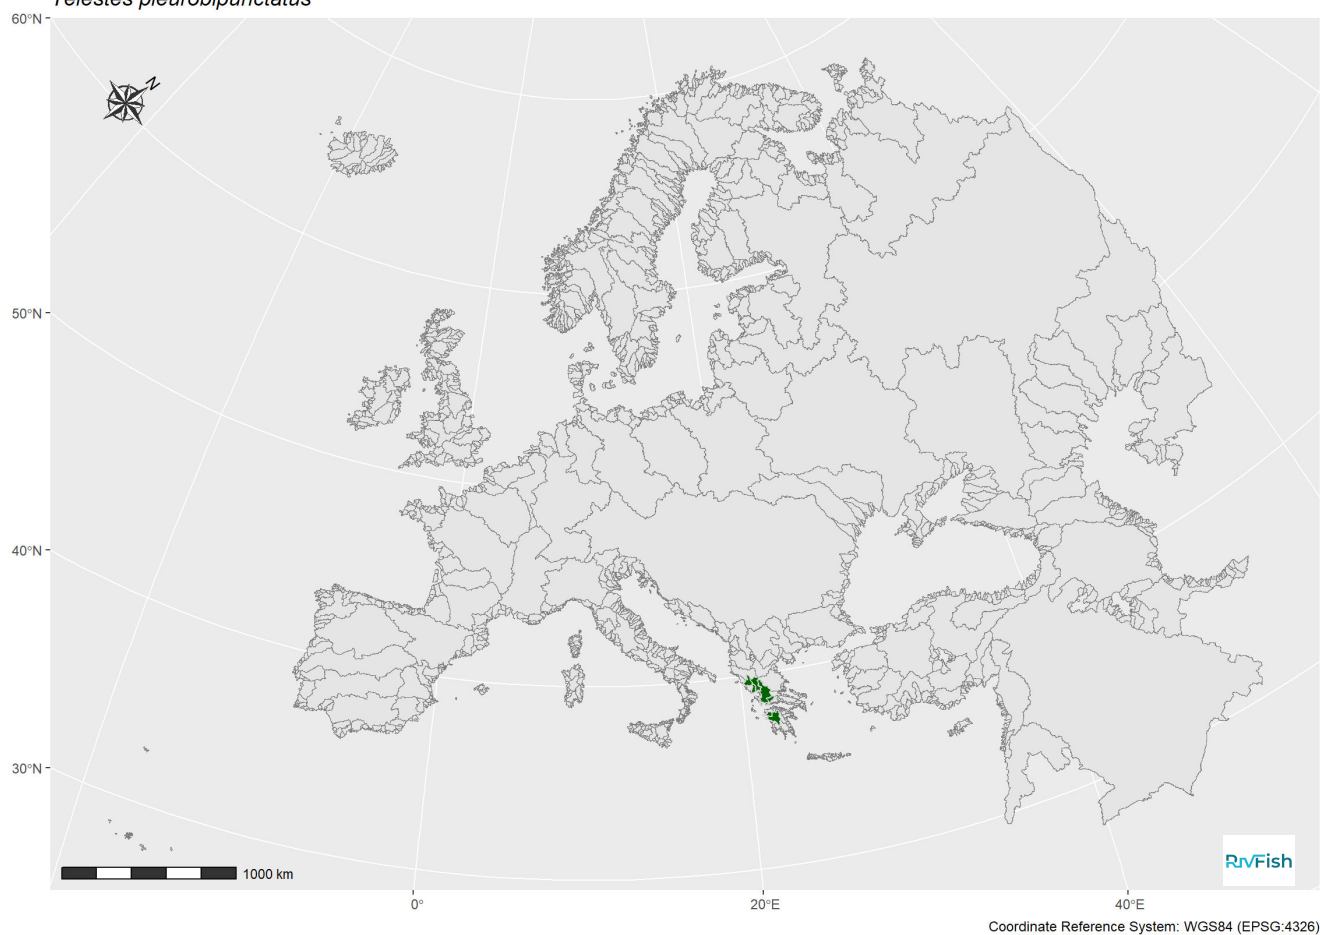 Telestes pleurobipunctatus
60°N
N
50°N
40°N
30°N
1000 km
RIVFish
0°
20°E
40°E
Coordinate Reference System: WGS84 (EPSG:4326)